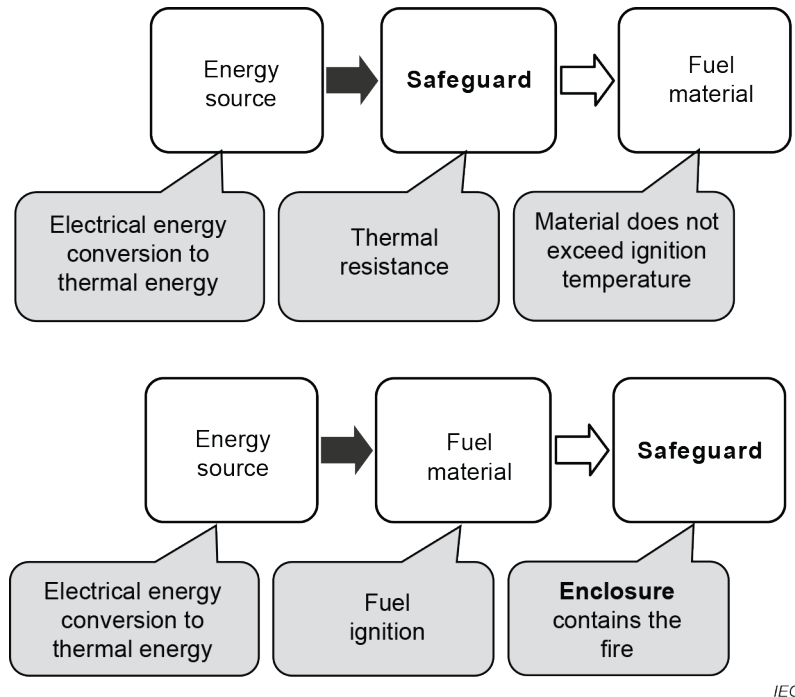 Energy
source
Safeguard
Fuel
material
Electrical energy
conversion to
thermal energy
Thermal
resistance
Material does not
exceed ignition
temperature
Energy
source
Fuel
material
Safeguard
Electrical energy
conversion to
thermal energy
Fuel
ignition
Enclosure
contains the
fire
IEC